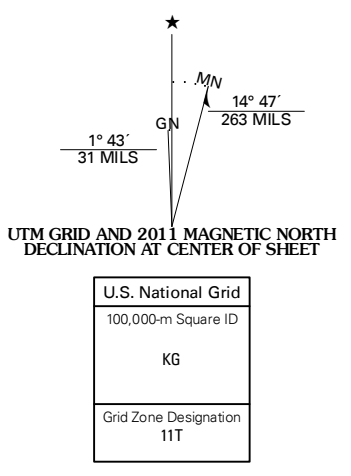 ★
MN
14° 47´
263 MILS
GN
1° 43´
31 MILS
UTM GRID AND 2011 MAGNETIC NORTH
DECLINATION AT CENTER OF SHEET
U.S. National Grid
100,000-m Square ID
KG
Grid Zone Designation
11T